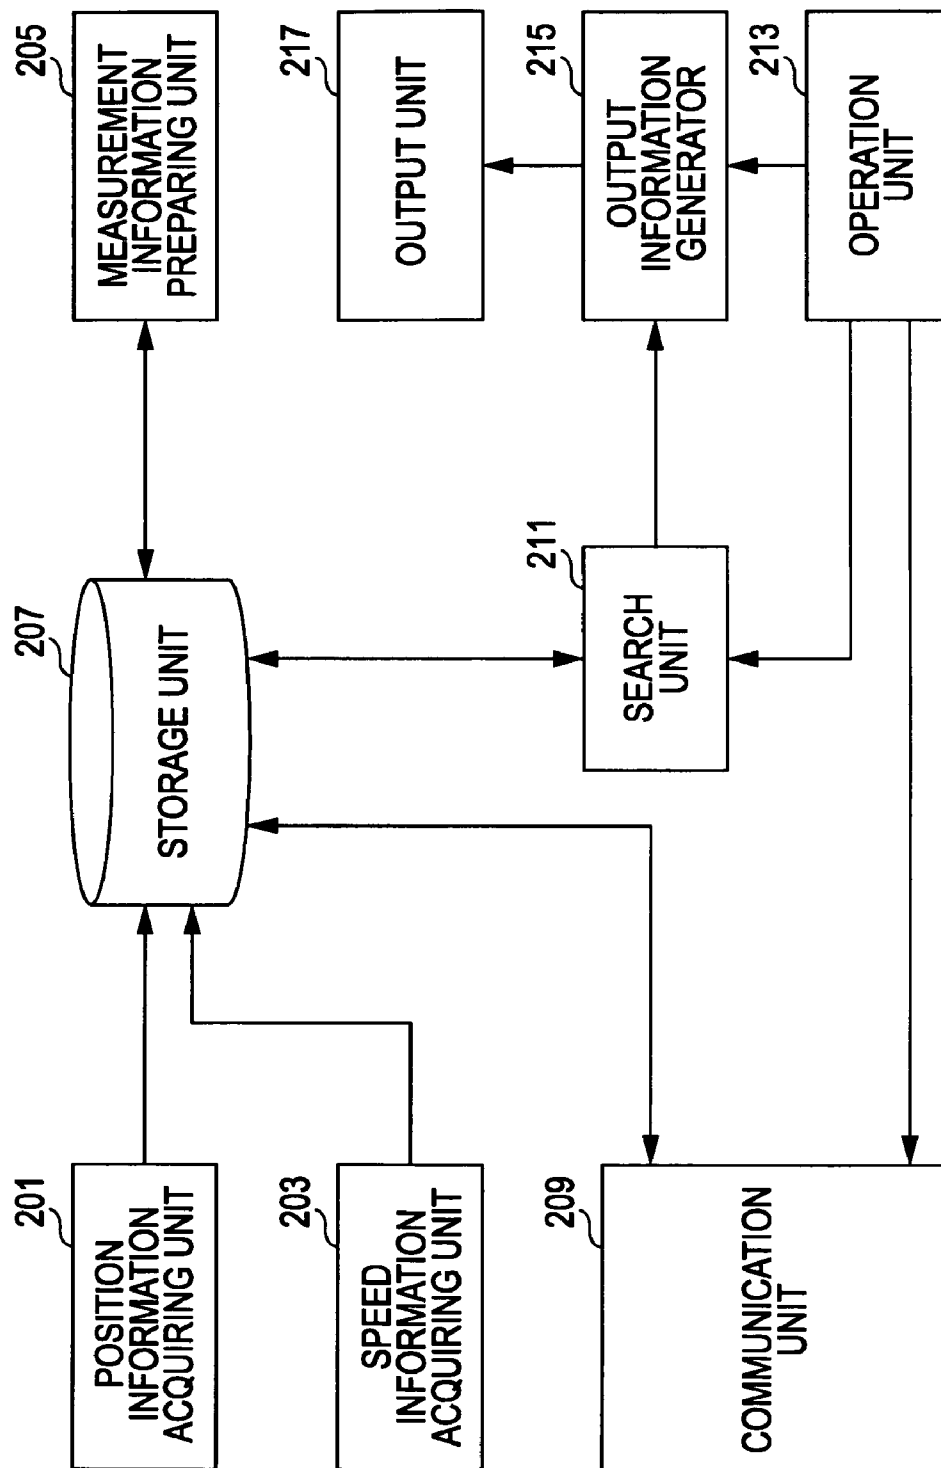 201
POSITION
INFORMATION
ACQUIRING UNIT
203
SPEED
INFORMATION
ACQUIRING UNIT
209
COMMUNICATION
UNIT
207
STORAGE UNIT
211
SEARCH
UNIT
205
MEASUREMENT
INFORMATION
PREPARING UNIT
217
OUTPUT UNIT
215
OUTPUT
INFORMATION
GENERATOR
213
OPERATION
UNIT